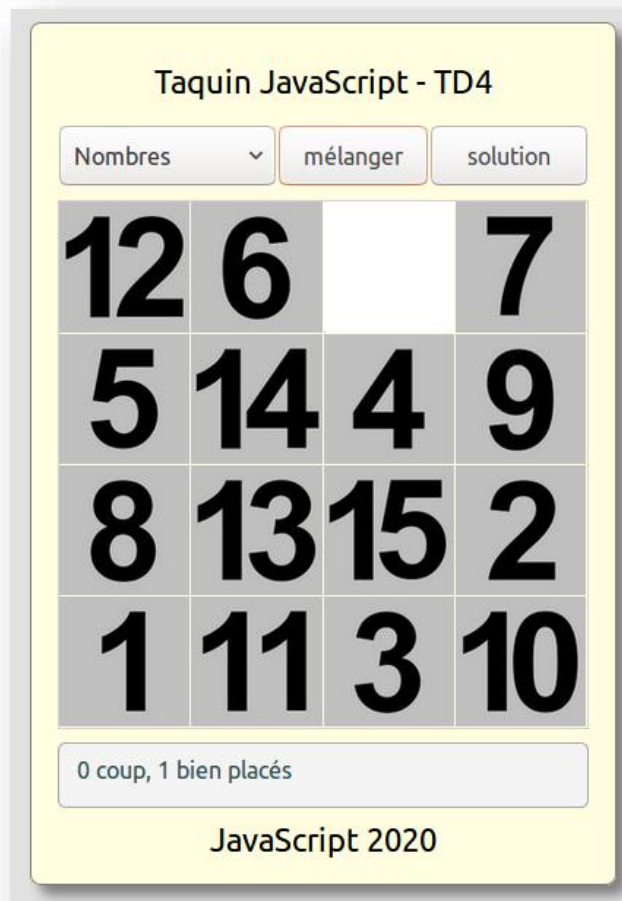 Taquin JavaScript - TD4
Nombres mélanger solution
12 6 7
5 14 4 9
8 13 15 2
1 11 3 10
0 coup, 1 bien placés
JavaScript 2020